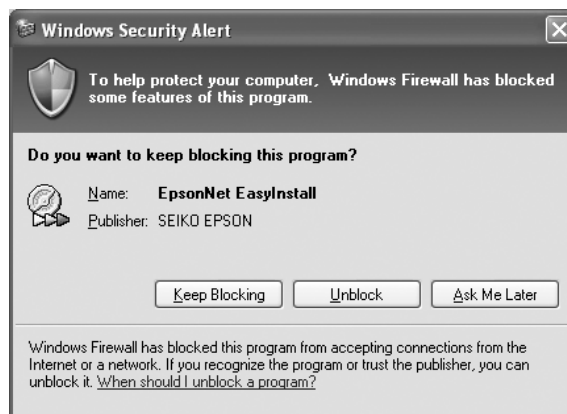 Windows Security Alert
To help protect your computer, Windows Firewall has blocked
some features of this program.
Do you want to keep blocking this program?
Name: EpsonNet EasyInstall
Publisher: SEIKO EPSON
Keep Blocking Unblock Ask Me Later
Windows Firewall has blocked this program from accepting connections from the
Internet or a network. If you recognize the program or trust the publisher, you can
unblock it. When should I unblock a program?